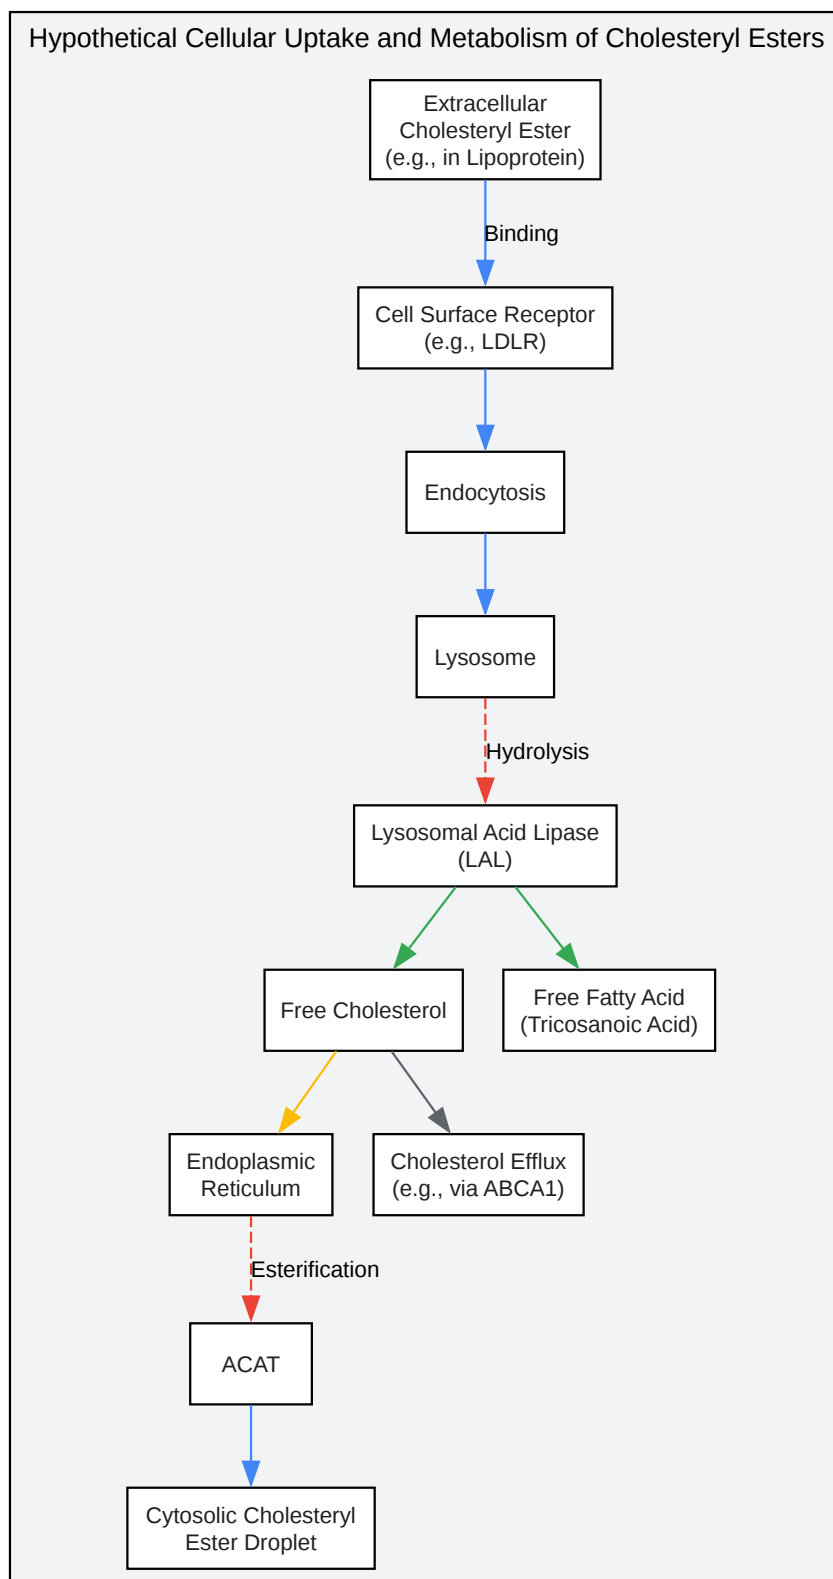 Hypothetical Cellular Uptake and Metabolism of Cholesteryl Esters
Extracellular
Cholesteryl Ester
(e.g., in Lipoprotein)
Binding
Cell Surface Receptor
(e.g., LDLR)
Endocytosis
Lysosome
Hydrolysis
Lysosomal Acid Lipase
(LAL)
Free Cholesterol
Free Fatty Acid
(Tricosanoic Acid)
Endoplasmic
Reticulum
Cholesterol Efflux
(e.g., via ABCA1)
Esterification
ACAT
Cytosolic Cholesteryl
Ester Droplet